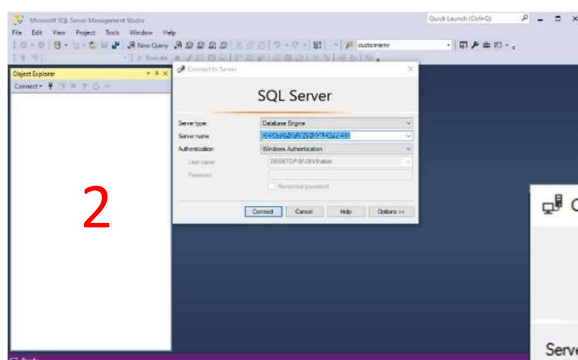 Microsoft SQL Server Management Studio
Quick Launch (Ctrl+Q)
File Edit View Project Tools Window Help
New Query
Execute
Object Explorer
Connect
Connect to Server
SQL Server
Server type:
Database Engine
Server name:
Authentication:
Windows Authentication
User name:
Password:
Remember password
Connect Cancel Help Options >>
2
C
Serve